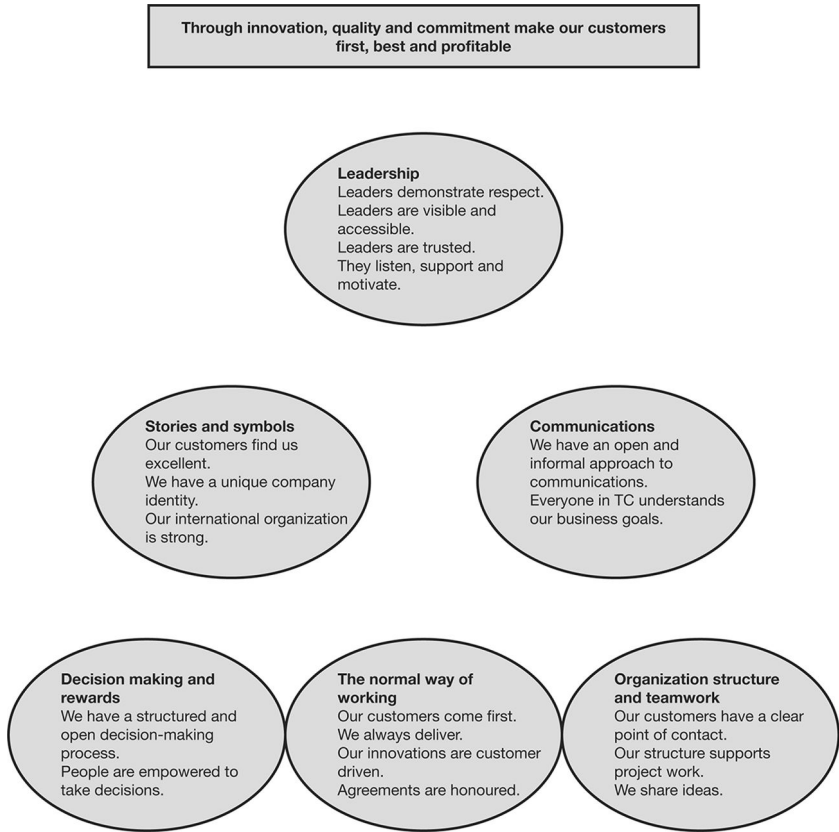 Through innovation, quality and commitment make our customers
first, best and profitable
Leadership
Leaders demonstrate respect.
Leaders are visible and
accessible.
Leaders are trusted.
They listen, support and
motivate.
Stories and symbols
Our customers find us
excellent.
We have a unique company
identity.
Our international organization
is strong.
Communications
We have an open and
informal approach to
communications.
Everyone in TC understands
our business goals.
Decision making and
rewards
We have a structured and
open decision-making
process.
People are empowered to
take decisions.
The normal way of
working
Our customers come first.
We always deliver.
Our innovations are customer
driven.
Agreements are honoured.
Organization structure
and teamwork
Our customers have a clear
point of contact.
Our structure supports
project work.
We share ideas.